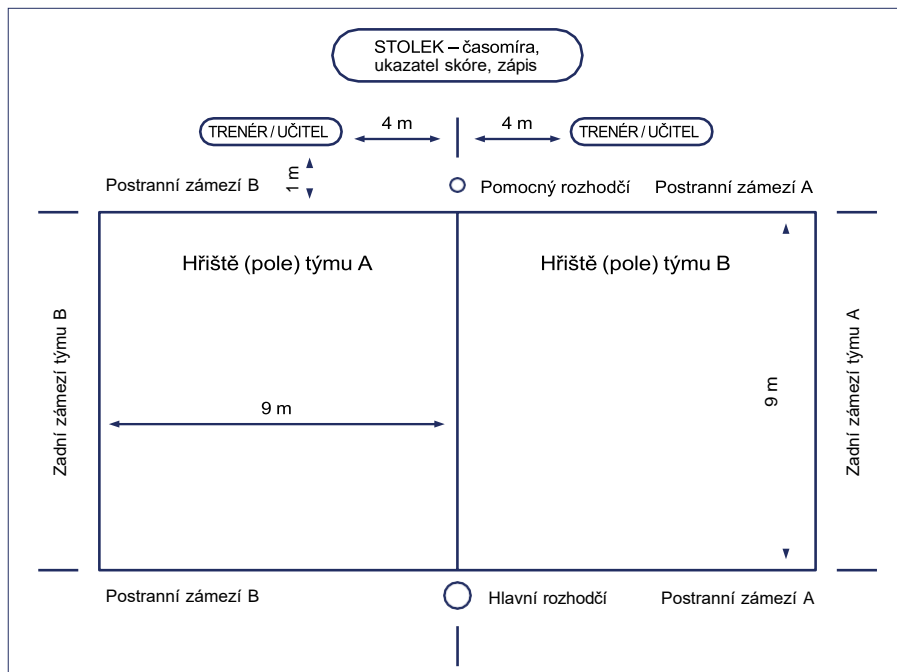 STOLEK – časomíra,
ukazatel skóre, zápis
TRENÉR / UČITEL
4 m
4 m
TRENÉR / UČITEL
1 m
Postranní zámezí B
Pomocný rozhodčí
Postranní zámezí A
Hřiště (pole) týmu A
Hřiště (pole) týmu B
Zadní zámezí týmu B
9 m
9 m
Zadní zámezí týmu A
Postranní zámezí B
Hlavní rozhodčí
Postranní zámezí A